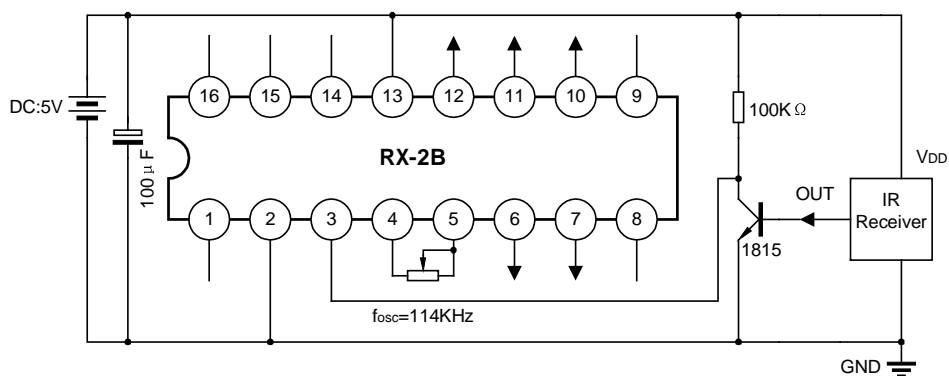 16 15 14 13 12 11 10 9
DC:5V
100μF
RX-2B
100KΩ
VDD
OUT
IR
Receiver
1 2 3 4 5 6 7 8
1815
fosc=114KHz
GND